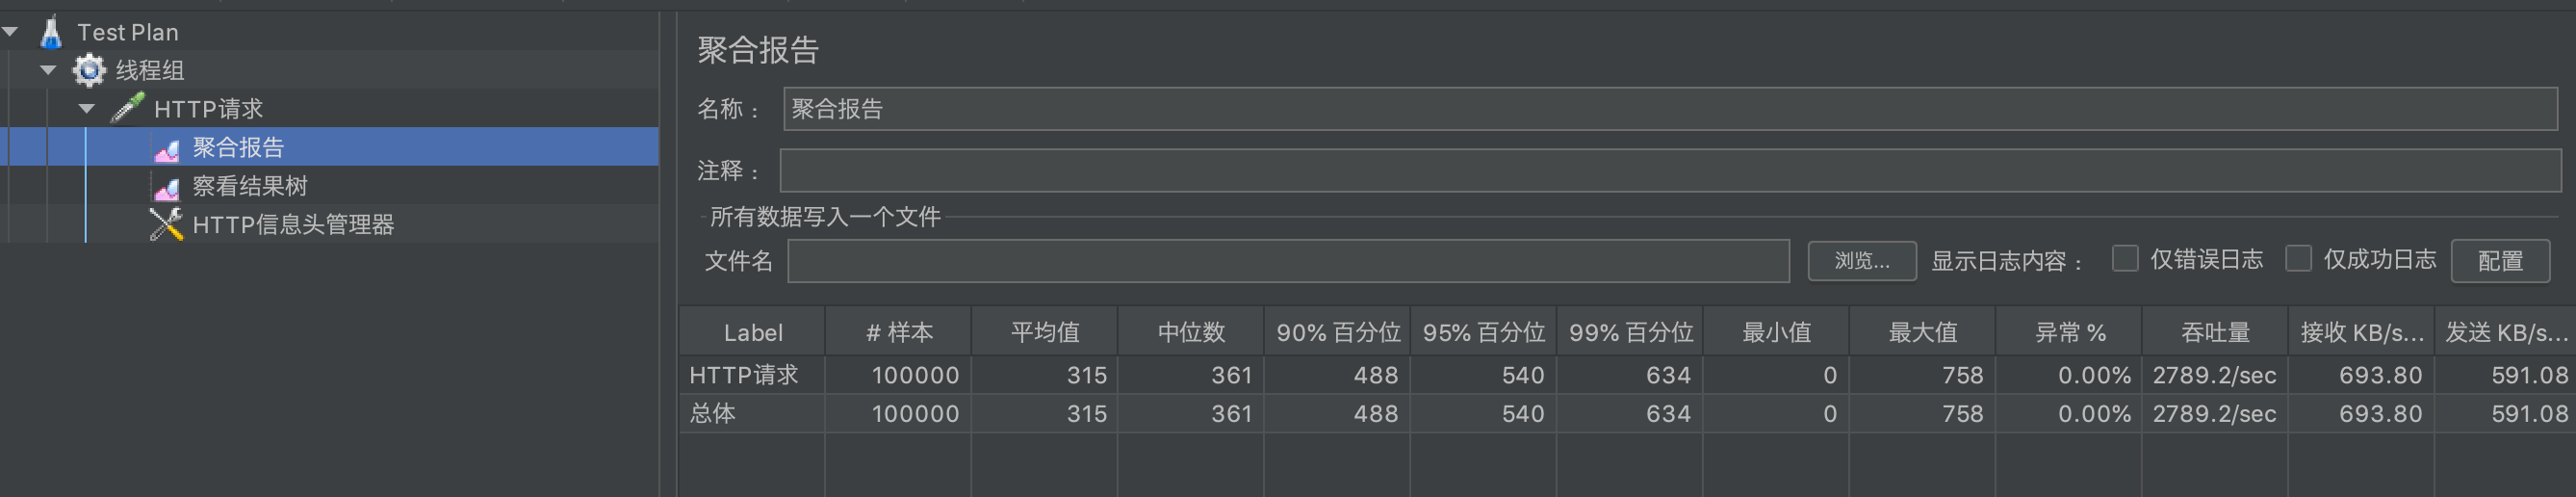 Test Plan
线程组
HTTP请求
聚合报告
察看结果树
HTTP信息头管理器
聚合报告
名称： 聚合报告
注释：
所有数据写入一个文件
文件名 浏览... 显示日志内容： 仅错误日志 仅成功日志 配置
Label # 样本 平均值 中位数 90% 百分位 95% 百分位 99% 百分位 最小值 最大值 异常 % 吞吐量 接收 KB/s... 发送 KB/s...
HTTP请求 100000 315 361 488 540 634 0 758 0.00% 2789.2/sec 693.80 591.08
总体 100000 315 361 488 540 634 0 758 0.00% 2789.2/sec 693.80 591.08